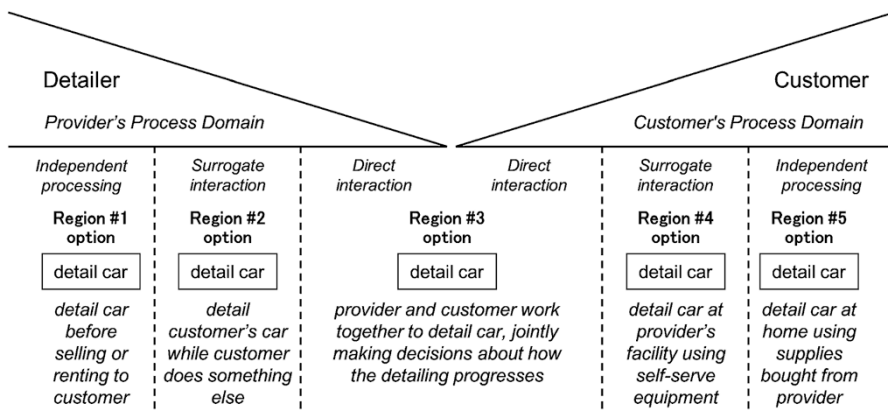 Detailer
Customer
Provider's Process Domain
Customer's Process Domain
Independent
processing
Surrogate
interaction
Direct
interaction
Direct
interaction
Surrogate
interaction
Independent
processing
Region #1
option
Region #2
option
Region #3
option
Region #4
option
Region #5
option
detail car
detail car
detail car
detail car
detail car
detail car
before
selling or
renting to
customer
detail
customer's car
while customer
does something
else
provider and customer work
together to detail car, jointly
making decisions about how
the detailing progresses
detail car at
provider's
facility using
self-serve
equipment
detail car at
home using
supplies
bought from
provider